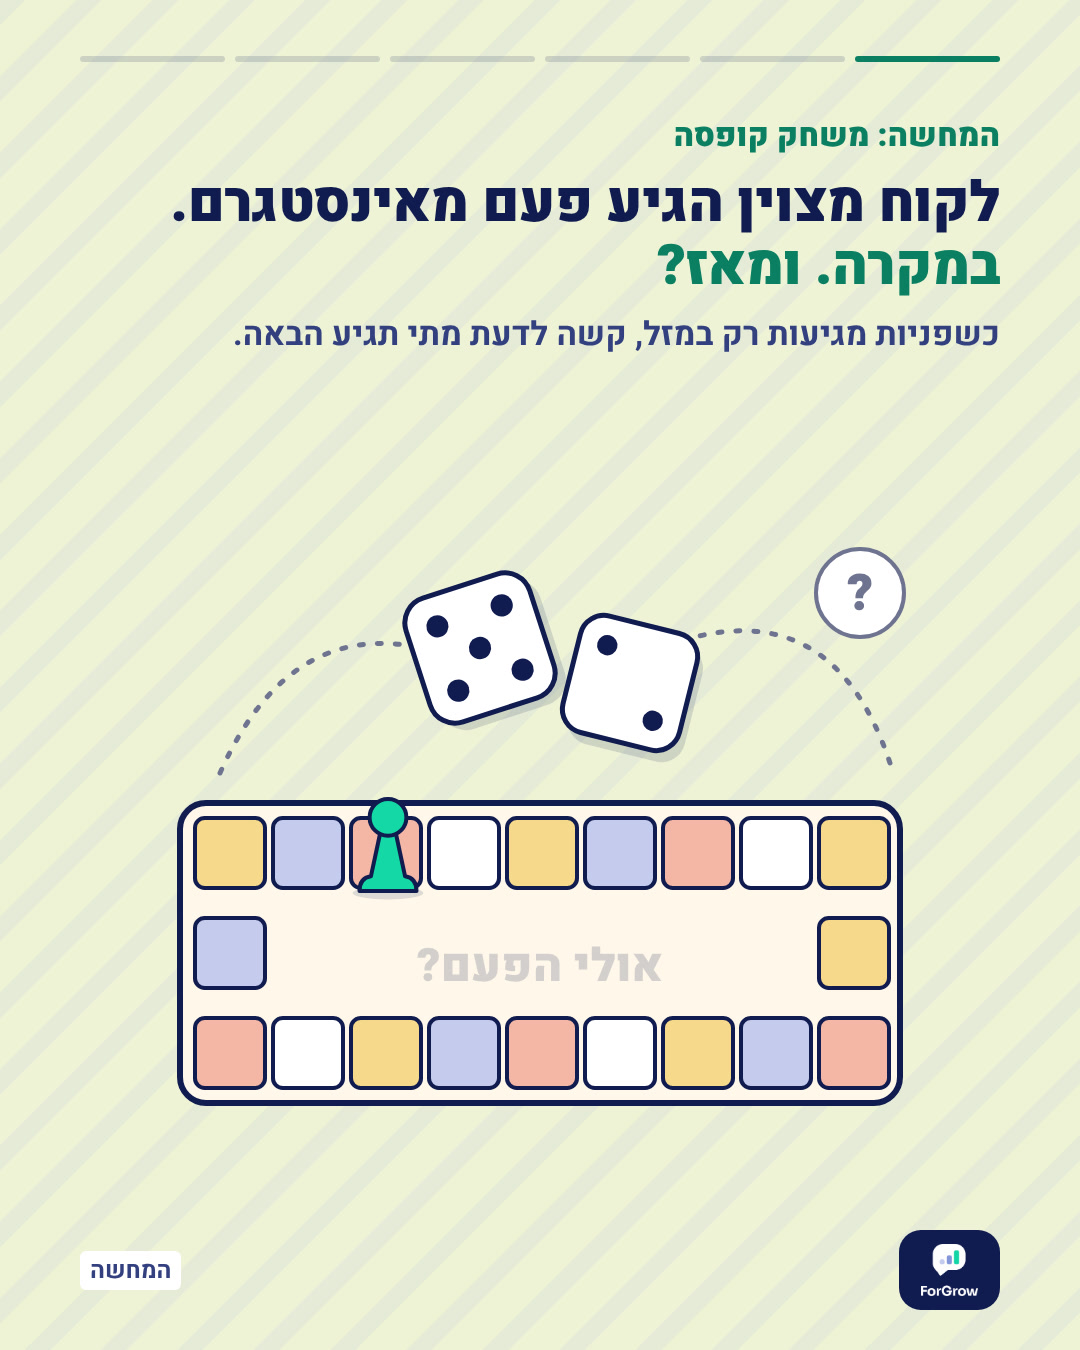 המחשה: משחק קופסה
לקוח מצוין הגיע פעם מאינסטגרם.
במקרה. ומאז?
כשפניות מגיעות רק במזל, קשה לדעת מתי תגיע הבאה.
?
אולי הפעם?
המחשה
ForGrow